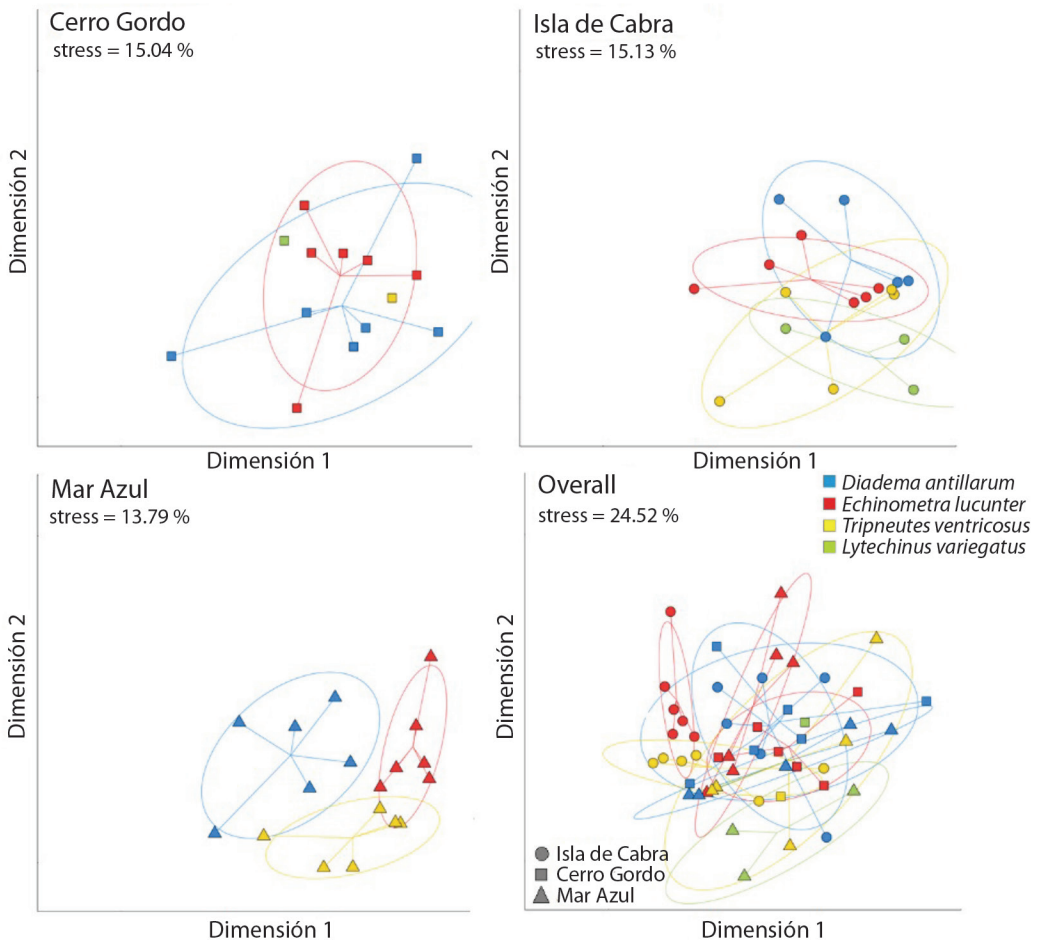 Cerro Gordo
stress = 15.04 %
Dimensión 2
Dimensión 1
Isla de Cabra
stress = 15.13 %
Dimensión 2
Dimensión 1
Mar Azul
stress = 13.79 %
Dimensión 2
Dimensión 1
Overall
stress = 24.52 %
Diadema antillarum
Echinometra lucunter
Tripneutes ventricosus
Lytechinus variegatus
Dimensión 2
Isla de Cabra
Cerro Gordo
Mar Azul
Dimensión 1